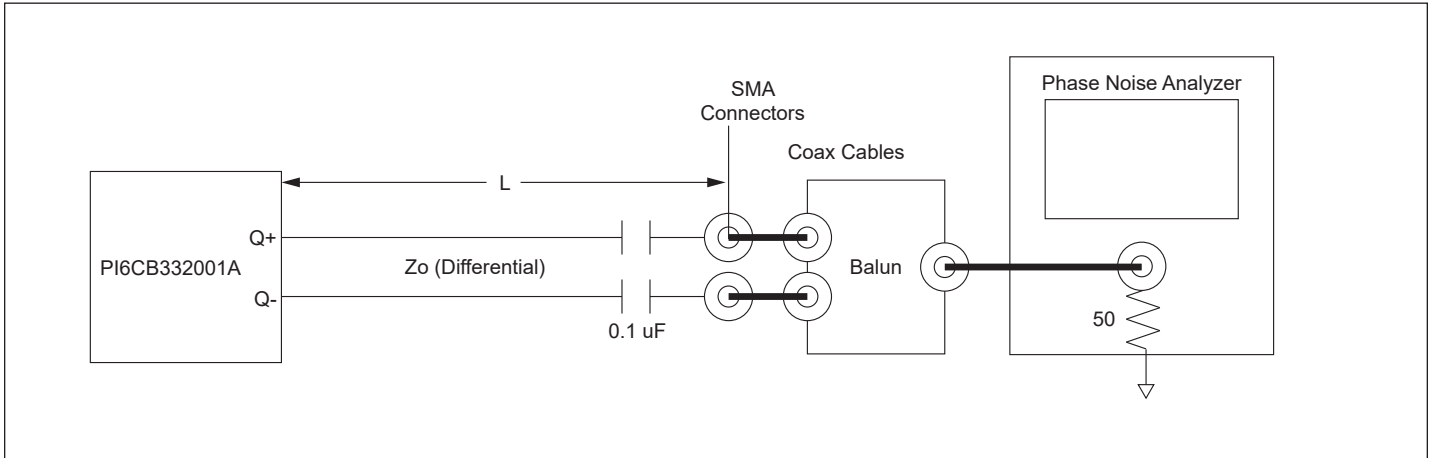 SMA
Connectors
Phase Noise Analyzer
Coax Cables
L
Q+
PI6CB332001A
Zo (Differential)
Balun
Q-
0.1 uF
50